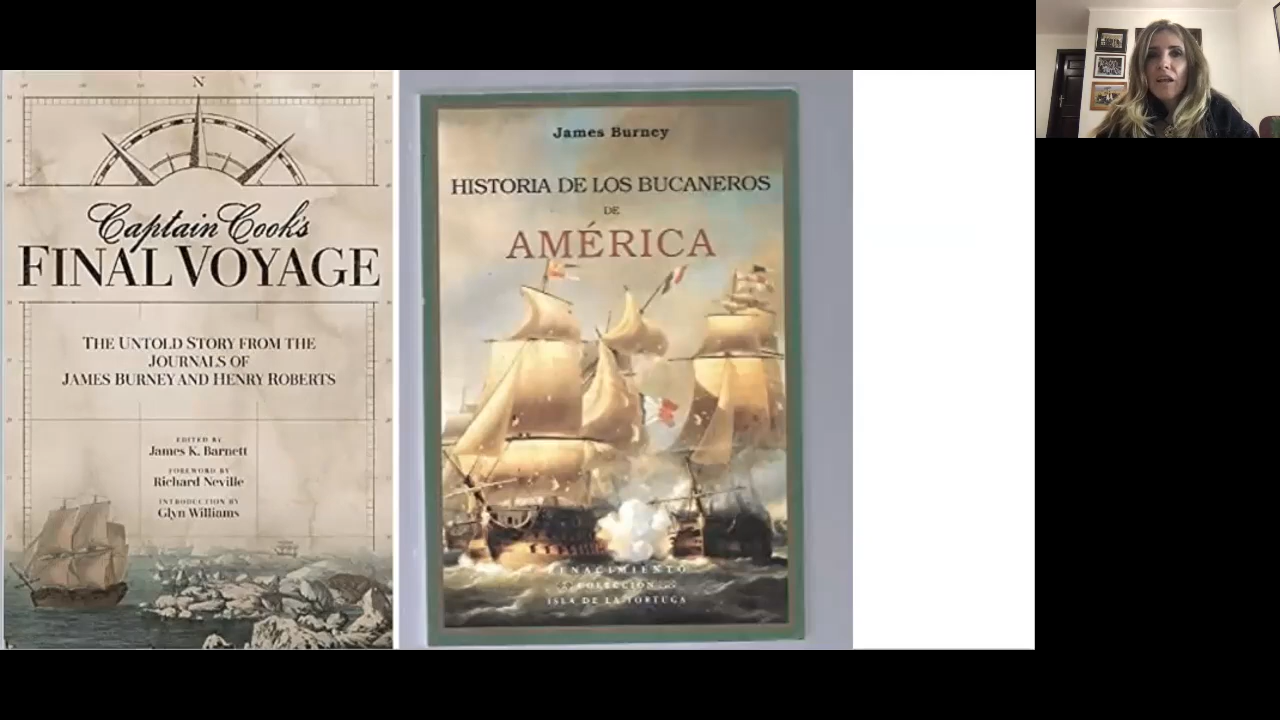 N
Captain Cook's
FINAL VOYAGE
THE UNTOLD STORY FROM THE
JOURNALS OF
JAMES BURNEY AND HENRY ROBERTS
EDITED BY
James K. Barnett
FOREWORD BY
Richard Neville
INTRODUCTION BY
Glyn Williams
James Burney
HISTORIA DE LOS BUCANEROS
DE
AMÉRICA
RENACIMIENTO
COLECCIÓN
ISLA DE LA TORTUGA